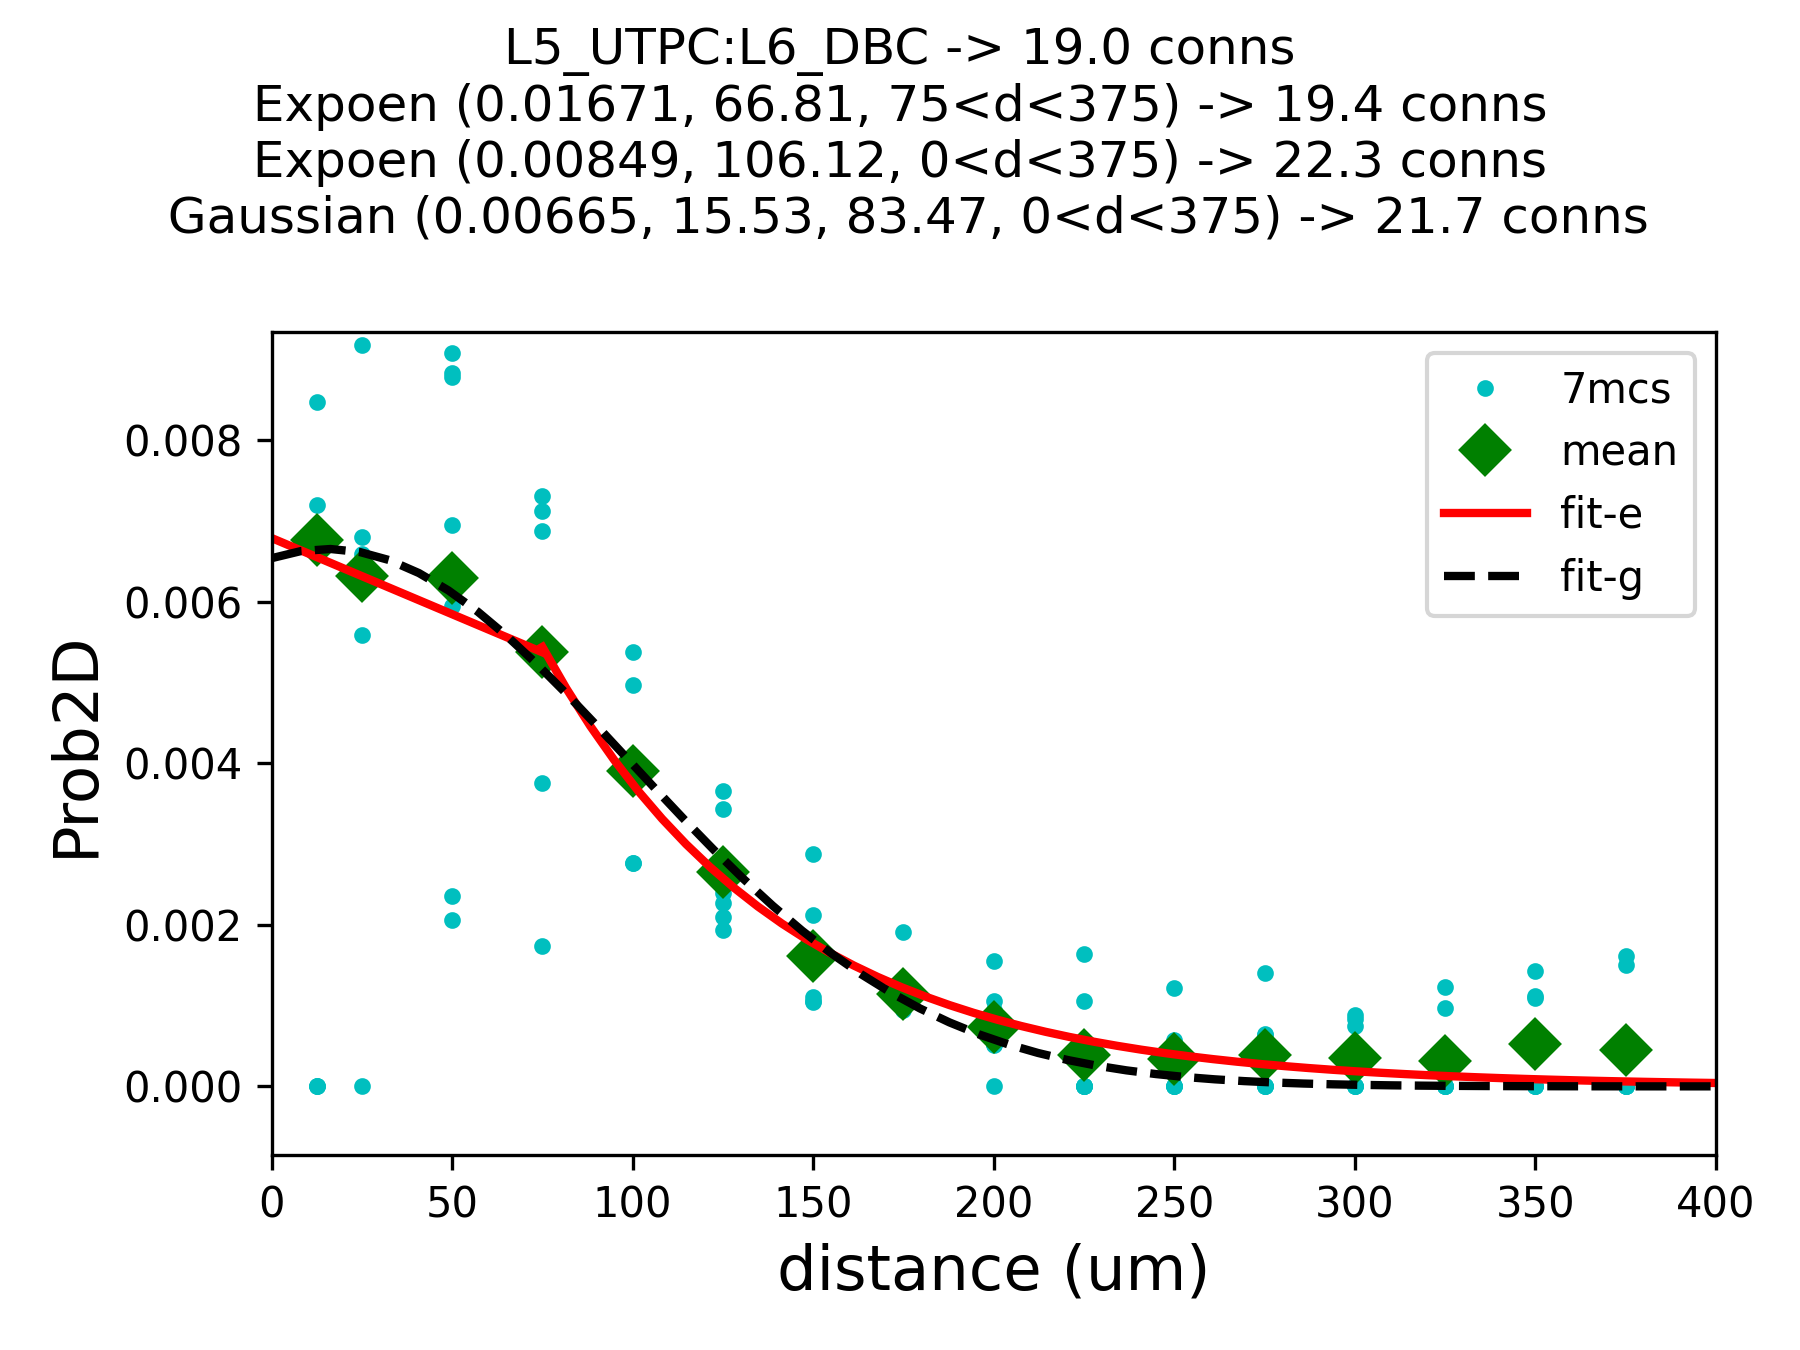 L5_UTPC:L6_DBC -> 19.0 conns
Expoen (0.01671, 66.81, 75<d<375) -> 19.4 conns
Expoen (0.00849, 106.12, 0<d<375) -> 22.3 conns
Gaussian (0.00665, 15.53, 83.47, 0<d<375) -> 21.7 conns
7mcs
mean
fit-e
fit-g
Prob2D
0.008
0.006
0.004
0.002
0.000
0 50 100 150 200 250 300 350 400
distance (um)